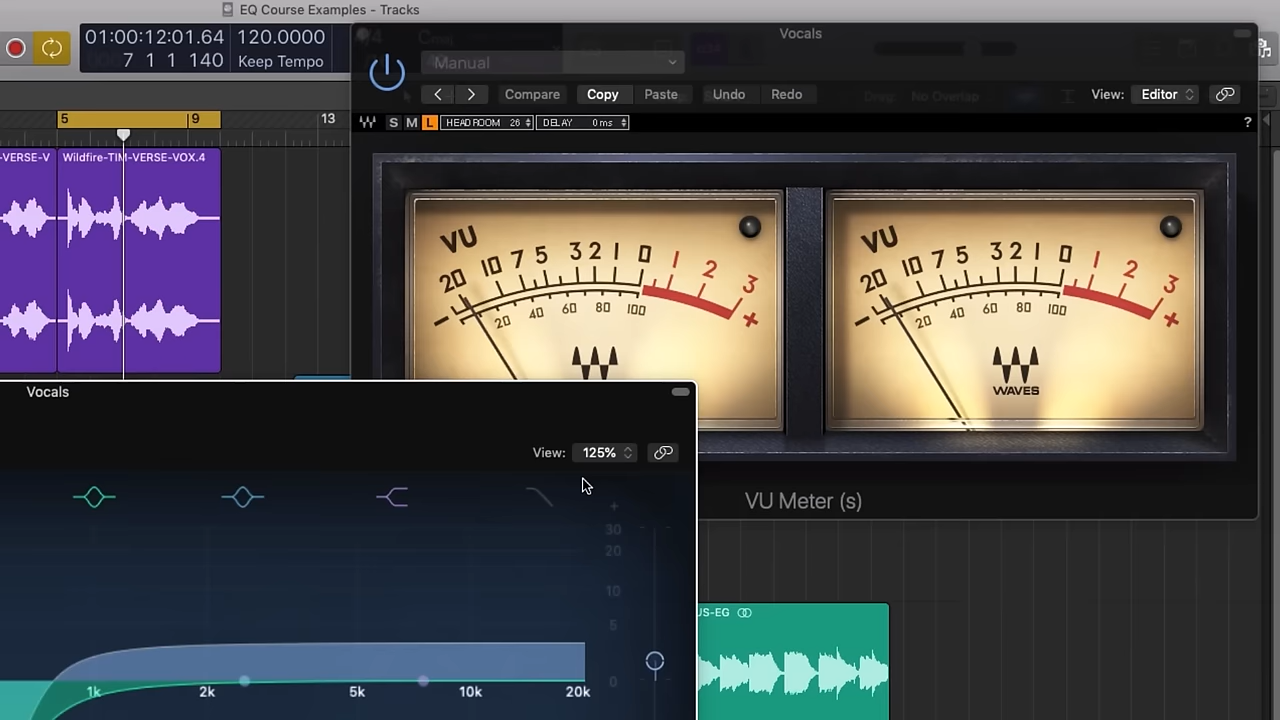 EQ Course Examples - Tracks
01:00:12:01.64 120.0000
7 1 1 140 Keep Tempo
Vocals
Manual
Compare Copy Paste Undo Redo View: Editor
S M L HEADROOM 26 DELAY 0 ms ?
5 9 13
-VERSE-V Wildfire-TIM-VERSE-VOX.4
VU
20 10 7 5 3 2 1 0 1 2 3
- 20 40 60 80 100 +
VU
20 10 7 5 3 2 1 0 1 2 3
- 20 40 60 80 100 +
WAVES
VU Meter (s)
Vocals
View: 125%
+
30
20
10
5
0
1k 2k 5k 10k 20k
US-EG